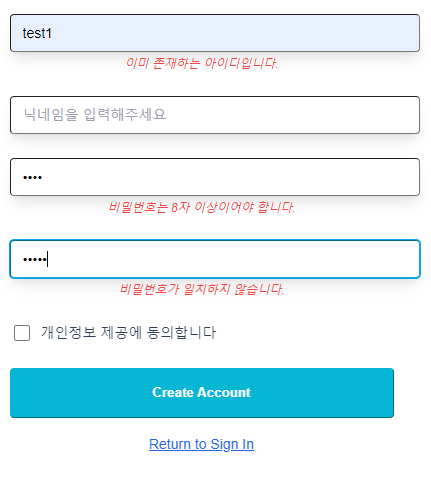 test1
이미 존재하는 아이디입니다.
닉네임을 입력해주세요
••••
비밀번호는 8자 이상이어야 합니다.
•••••
비밀번호가 일치하지 않습니다.
개인정보 제공에 동의합니다
Create Account
Return to Sign In